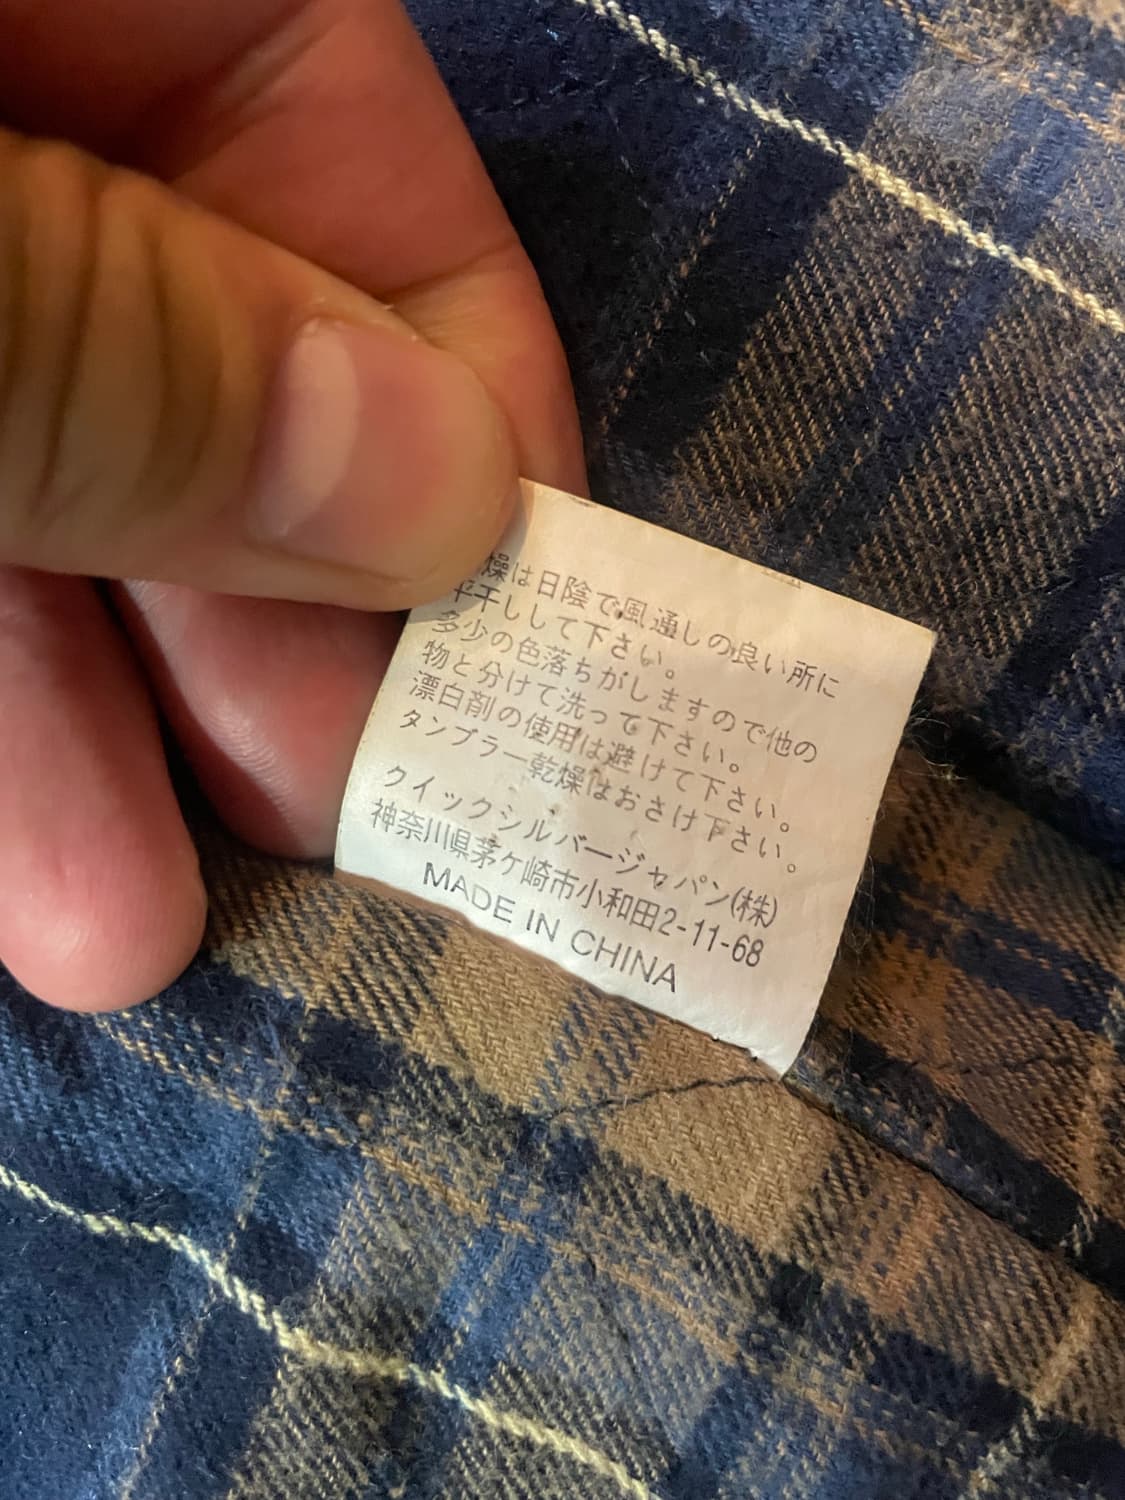 燥は日陰で風通しの良い所に
平干しして下さい。
多少の色落ちがしますので他の
物と分けて洗って下さい。
漂白剤の使用は避けて下さい。
タンブラー乾燥はおさけ下さい。
クイックシルバージャパン(株)
神奈川県茅ケ崎市小和田2-11-68
MADE IN CHINA